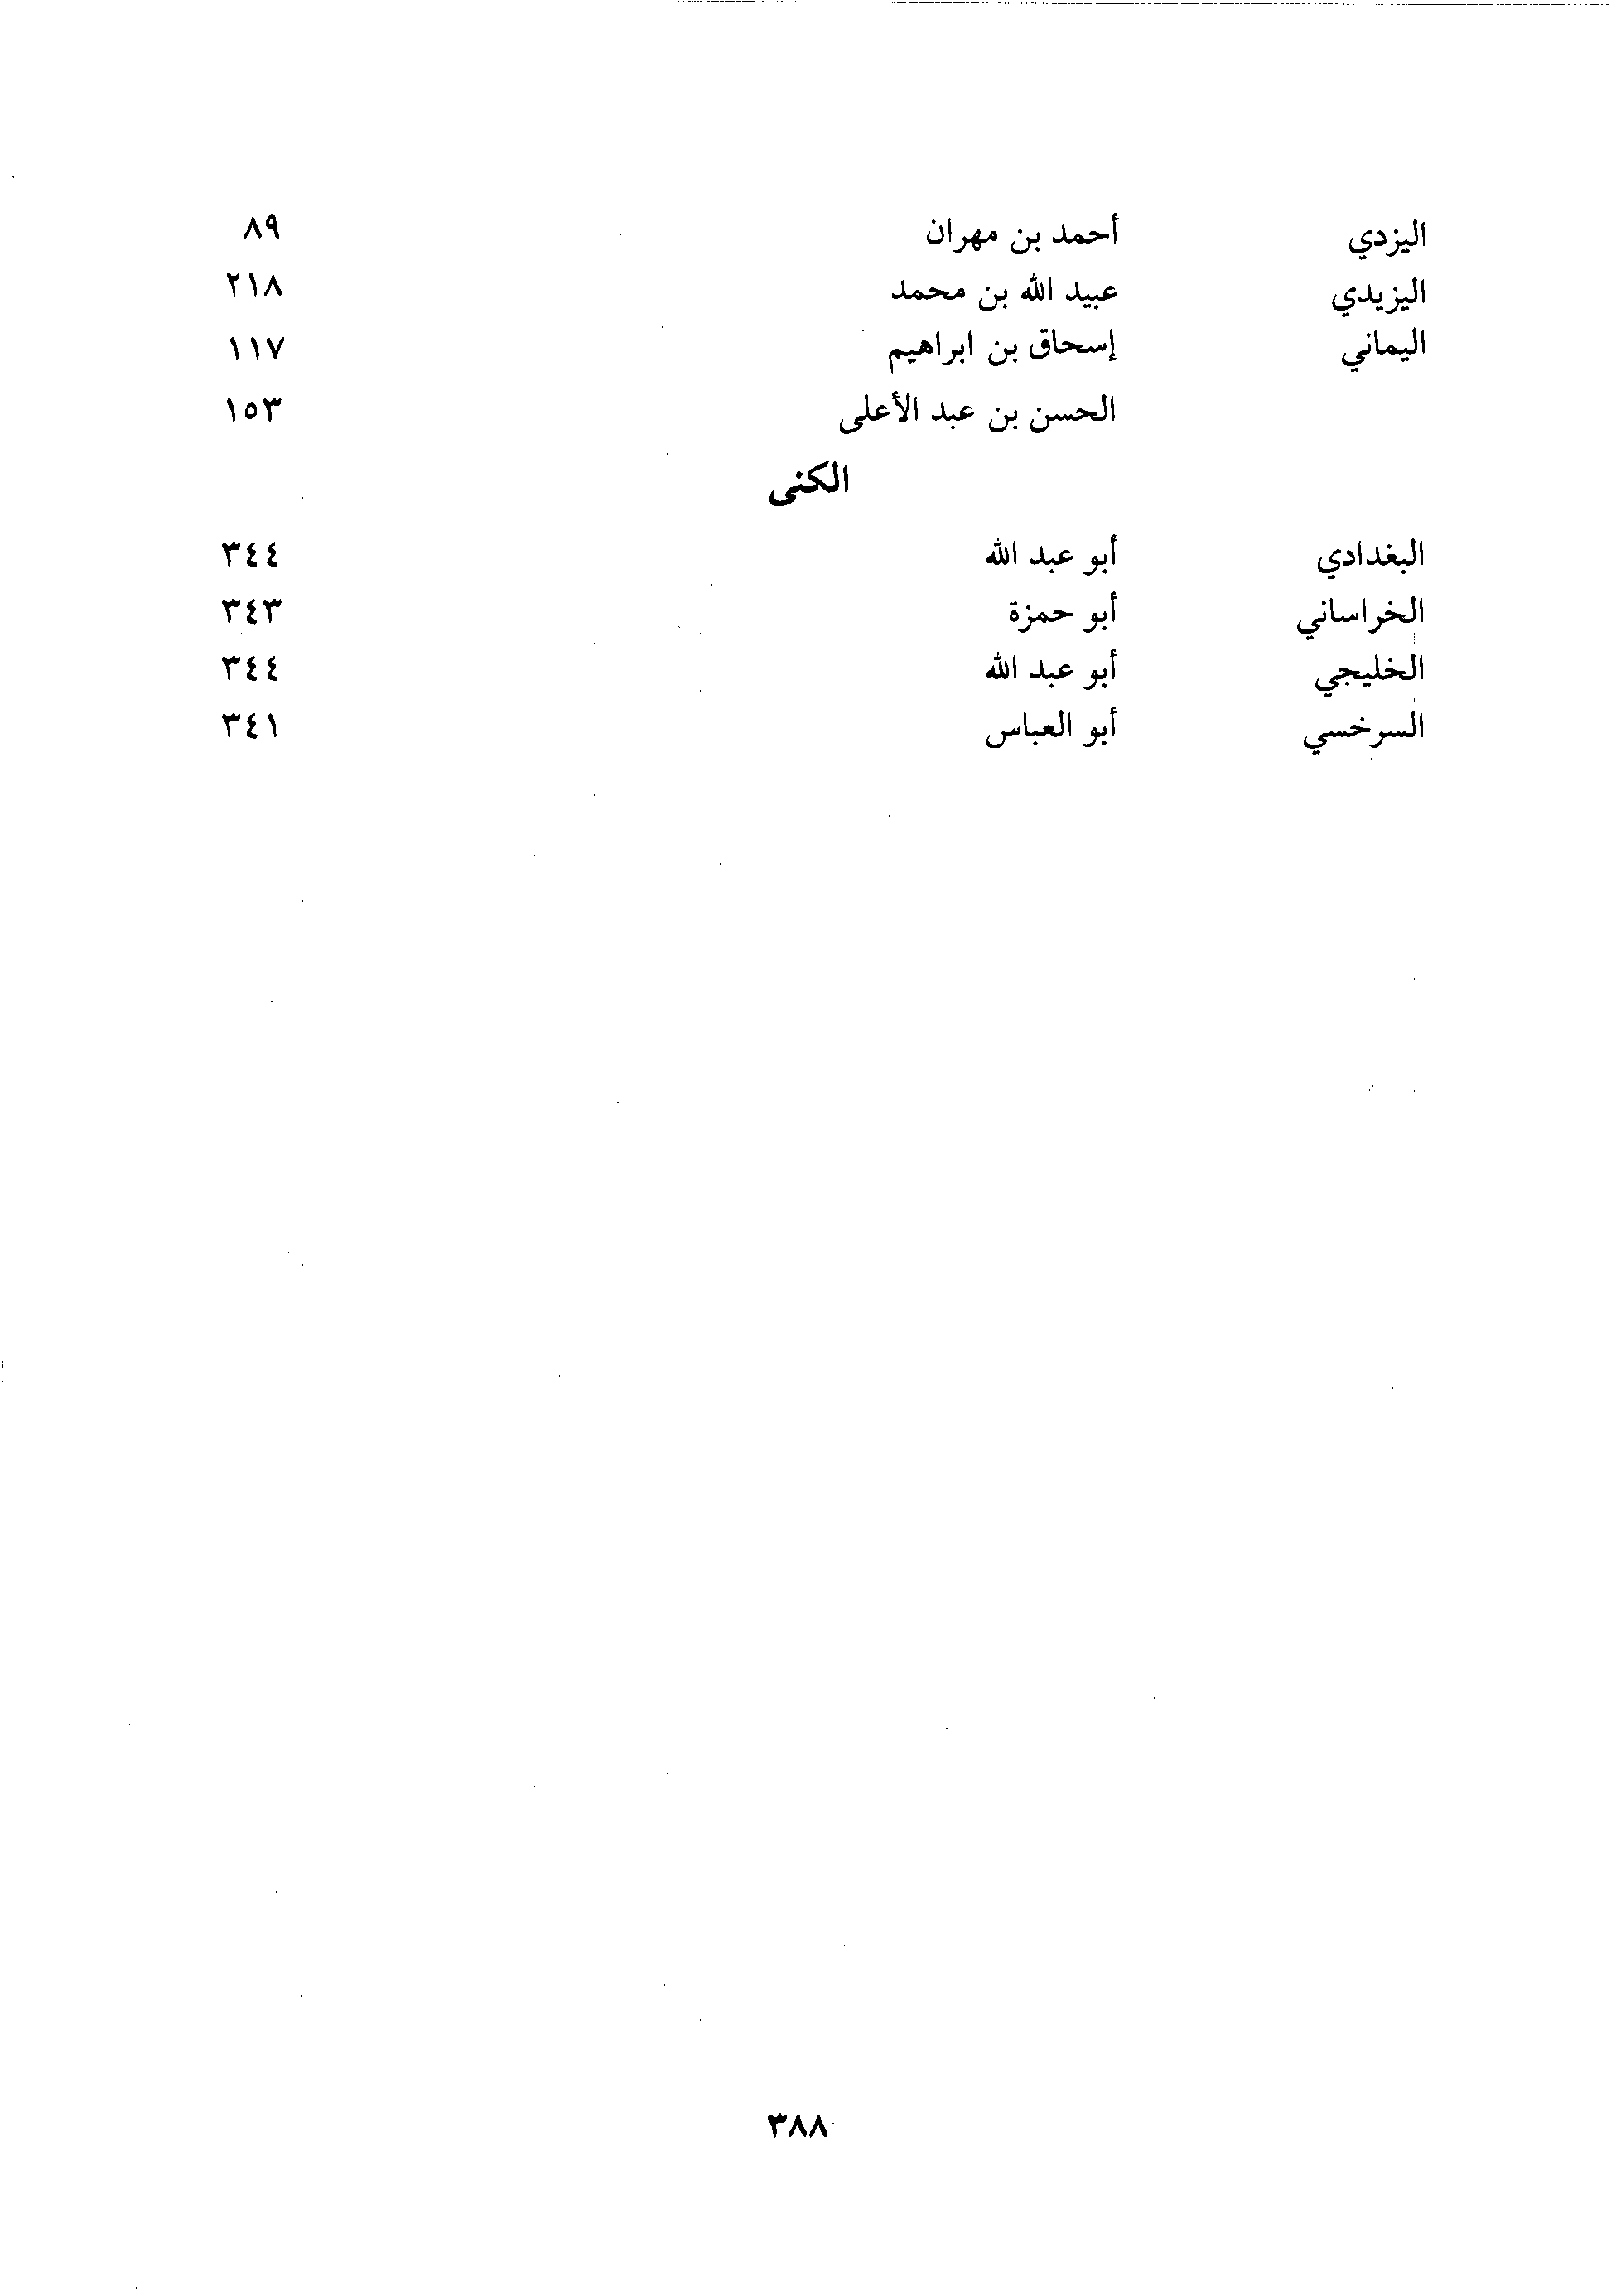 اليزدي أحمد بن مهران ٨٩
اليزيدي عبيد الله بن محمد ٢١٨
اليماني إسحاق بن ابراهيم ١١٧
الحسن بن عبد الأعلى ١٥٣
الكنى
البغدادي أبو عبد الله ٣٤٤
الخراساني أبو حمزة ٣٤٣
الخليجي أبو عبد الله ٣٤٤
السرخسي أبو العباس ٣٤١
٣٨٨